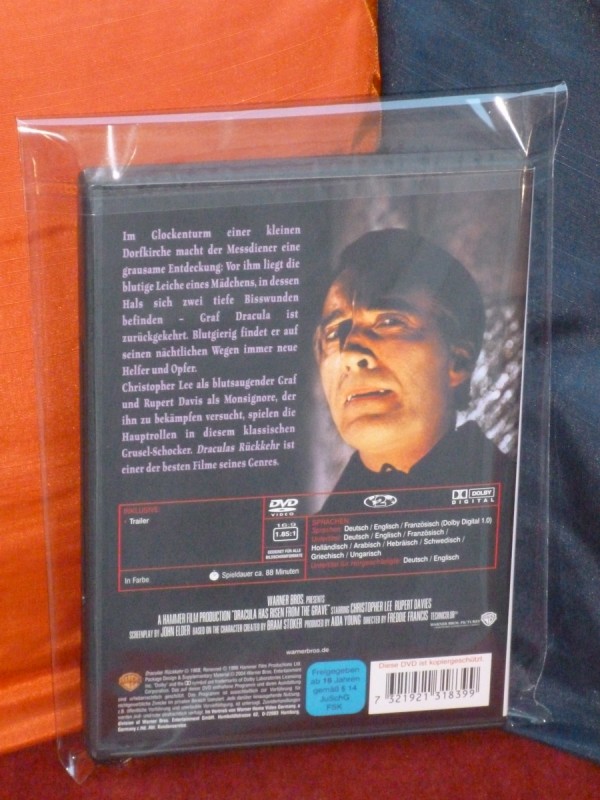 Im Glockenturm einer kleinen
Dorfkirche macht der Messdiener eine
grausame Entdeckung: Vor ihm liegt die
blutige Leiche eines Mädchens, in dessen
Hals sich zwei tiefe Bisswunden
befinden – Graf Dracula ist
zurückgekehrt. Blutgierig findet er auf
seinen nächtlichen Wegen immer neue
Helfer und Opfer.
Christopher Lee als blutsaugender Graf
und Rupert Davis als Monsignore, der
ihn zu bekämpfen versucht, spielen die
Hauptrollen in diesem klassischen
Grusel-Schocker. Draculas Rückkehr ist
einer der besten Filme seines Genres.
EXKLUSIVE:
· Trailer
In Farbe
Spieldauer ca. 88 Minuten
DVD
VIDEO
16:9
1.85:1
DOLBY
DIGITAL
SPRACHEN:
Deutsch / Englisch / Französisch (Dolby Digital 1.0)
Untertitel: Deutsch / Englisch / Französisch /
Holländisch / Arabisch / Hebräisch / Schwedisch /
Griechisch / Ungarisch
Untertitel für Hörgeschädigte: Deutsch / Englisch
WARNER BROS. PRESENTS
A HAMMER FILM PRODUCTION "DRACULA HAS RISEN FROM THE GRAVE" STARRING CHRISTOPHER LEE RUPERT DAVIES
SCREENPLAY BY JOHN ELDER BASED ON THE CHARACTER CREATED BY BRAM STOKER PRODUCED BY AIDA YOUNG DIRECTED BY FREDDIE FRANCIS TECHNICOLOR®
warnerbros.de
Freigegeben
ab 16 Jahren
gemäß § 14
JuSchG
FSK
Diese DVD ist kopiergeschützt.
7 321921 318399